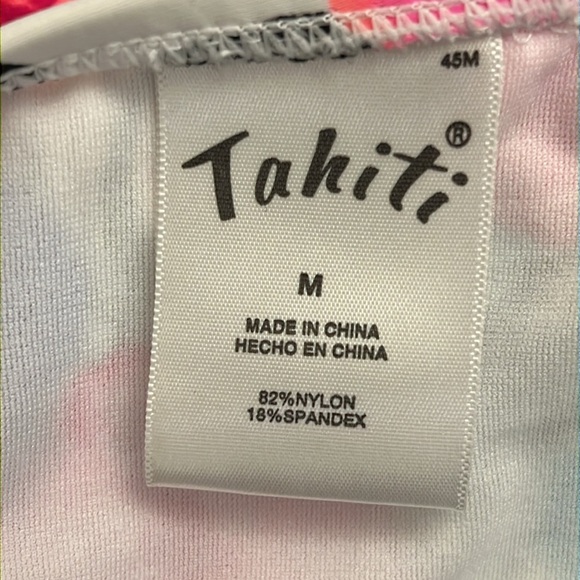 45M
Tahiti®
M
MADE IN CHINA
HECHO EN CHINA
82%NYLON
18%SPANDEX